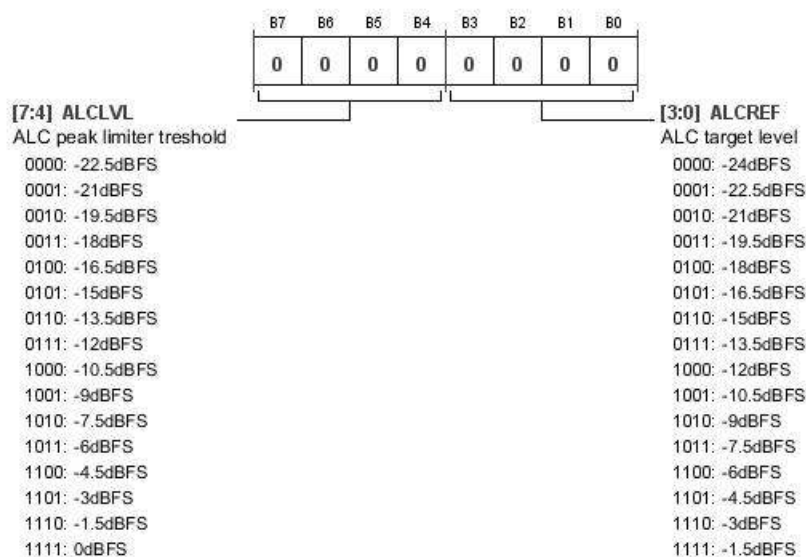 B7 B6 B5 B4 B3 B2 B1 B0
0 0 0 0 0 0 0 0
[7:4] ALCLVL
ALC peak limiter treshold
0000: -22.5dBFS
0001: -21dBFS
0010: -19.5dBFS
0011: -18dBFS
0100: -16.5dBFS
0101: -15dBFS
0110: -13.5dBFS
0111: -12dBFS
1000: -10.5dBFS
1001: -9dBFS
1010: -7.5dBFS
1011: -6dBFS
1100: -4.5dBFS
1101: -3dBFS
1110: -1.5dBFS
1111: 0dBFS
[3:0] ALCREF
ALC target level
0000: -24dBFS
0001: -22.5dBFS
0010: -21dBFS
0011: -19.5dBFS
0100: -18dBFS
0101: -16.5dBFS
0110: -15dBFS
0111: -13.5dBFS
1000: -12dBFS
1001: -10.5dBFS
1010: -9dBFS
1011: -7.5dBFS
1100: -6dBFS
1101: -4.5dBFS
1110: -3dBFS
1111: -1.5dBFS